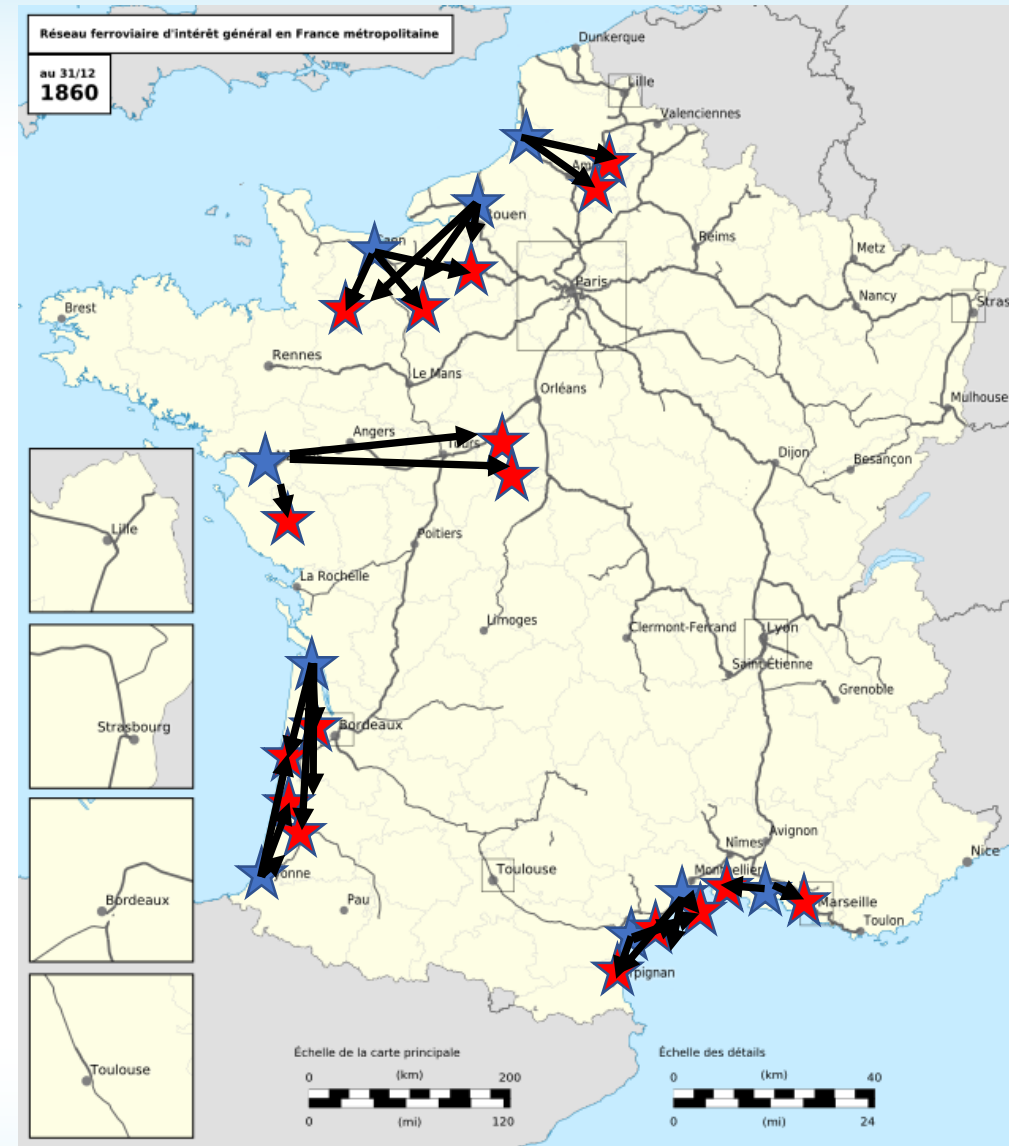 Réseau ferroviaire d'intérêt général en France métropolitaine
au 31/12
1860
Dunkerque
Lille
Valenciennes
Reims
Metz
Paris
Nancy
Brest
Rennes
Le Mans
Orléans
Mulhouse
Angers
Dijon
Besançon
Lille
Poitiers
La Rochelle
Limoges
Clermont-Ferrand
Lyon
Saint-Étienne
Grenoble
Strasbourg
Bordeaux
Avignon
Nîmes
Nice
Toulouse
Bordeaux
Pau
Marseille
Toulon
Toulouse
Échelle de la carte principale
0 (km) 200
0 (mi) 120
Échelle des détails
0 (km) 40
0 (mi) 24